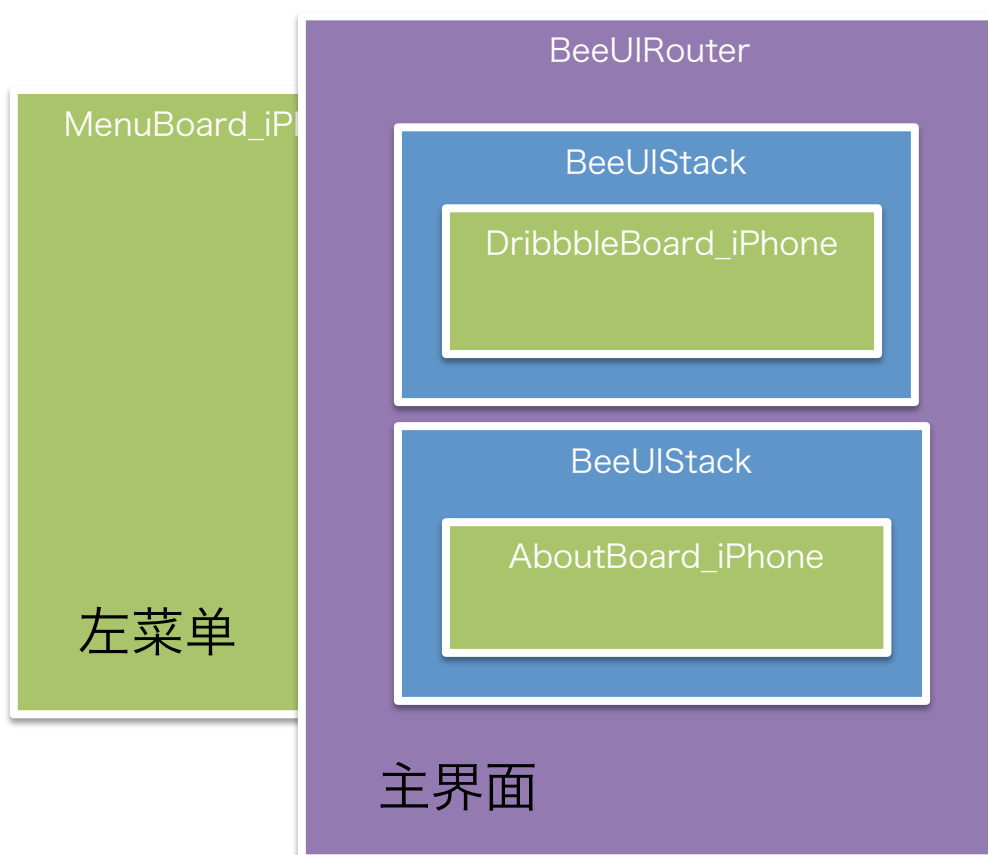 BeeUIRouter
MenuBoard_iP
BeeUIStack
DribbbleBoard_iPhone
BeeUIStack
AboutBoard_iPhone
左菜单
主界面